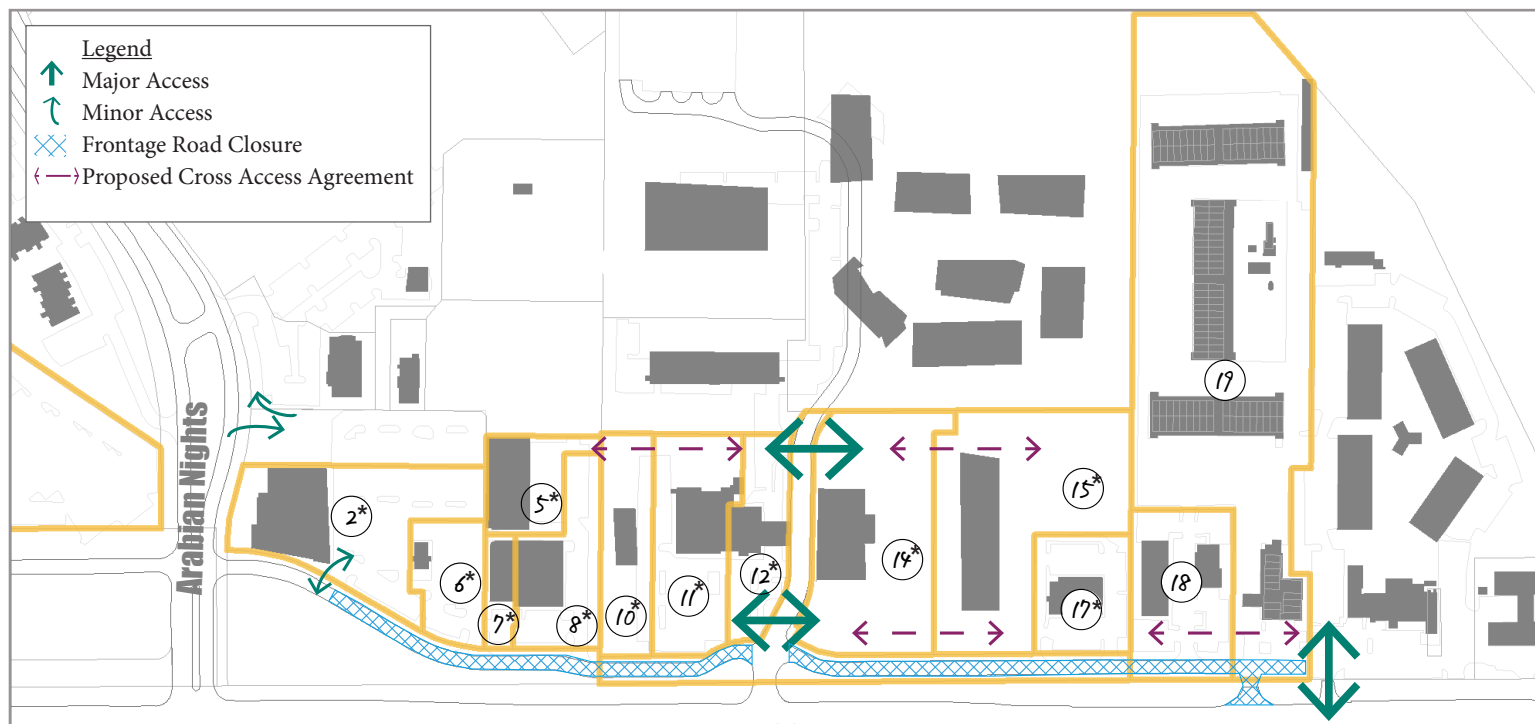 Legend
Major Access
Minor Access
Frontage Road Closure
Proposed Cross Access Agreement
Arabian Nights
19
2*
5*
15*
6*
7*
8*
10*
11*
12*
14*
17*
18